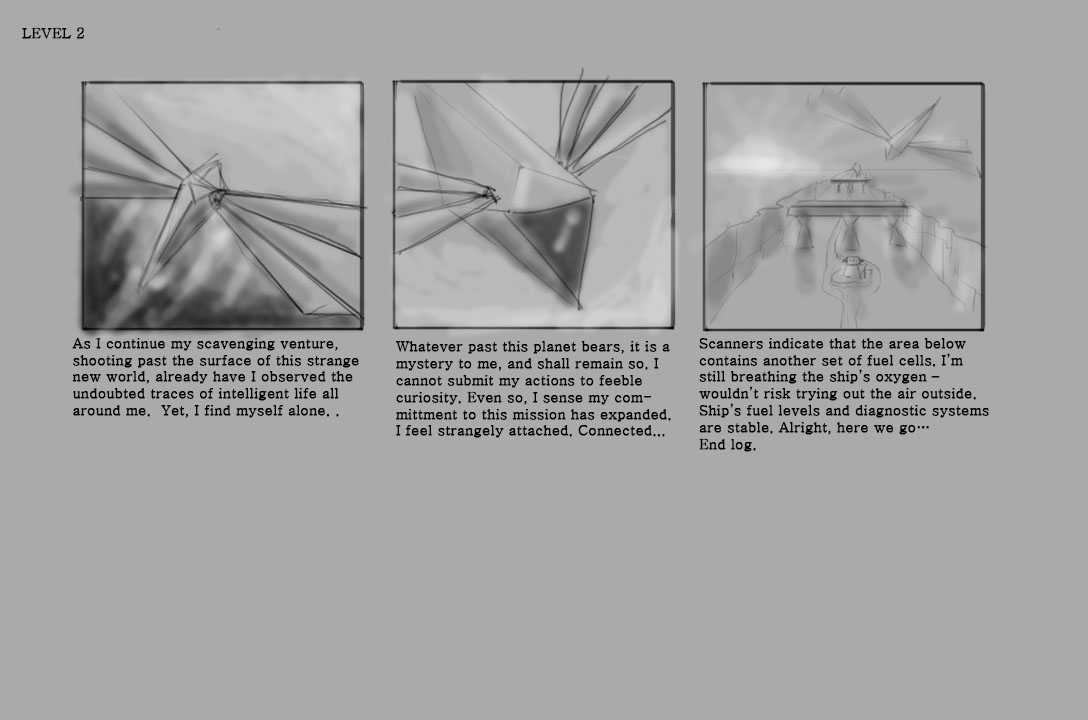 LEVEL 2
As I continue my scavenging venture,
shooting past the surface of this strange
new world, already have I observed the
undoubted traces of intelligent life all
around me.  Yet, I find myself alone. .
Whatever past this planet bears, it is a
mystery to me, and shall remain so. I
cannot submit my actions to feeble
curiosity. Even so, I sense my com-
mittment to this mission has expanded.
I feel strangely attached. Connected...
Scanners indicate that the area below
contains another set of fuel cells. I'm
still breathing the ship's oxygen –
wouldn't risk trying out the air outside.
Ship's fuel levels and diagnostic systems
are stable. Alright, here we go…
End log.